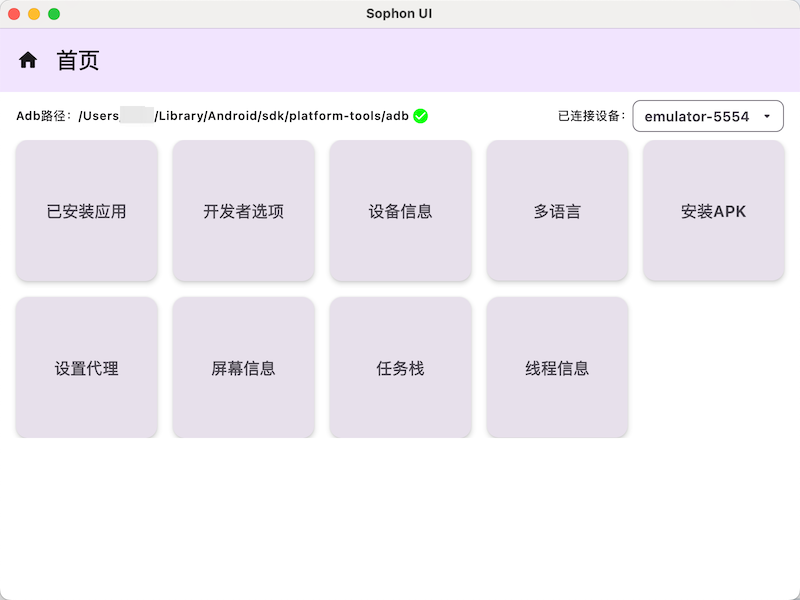 Sophon UI
首页
Adb路径：/Users/Library/Android/sdk/platform-tools/adb 已连接设备： emulator-5554
已安装应用 开发者选项 设备信息 多语言 安装APK
设置代理 屏幕信息 任务栈 线程信息